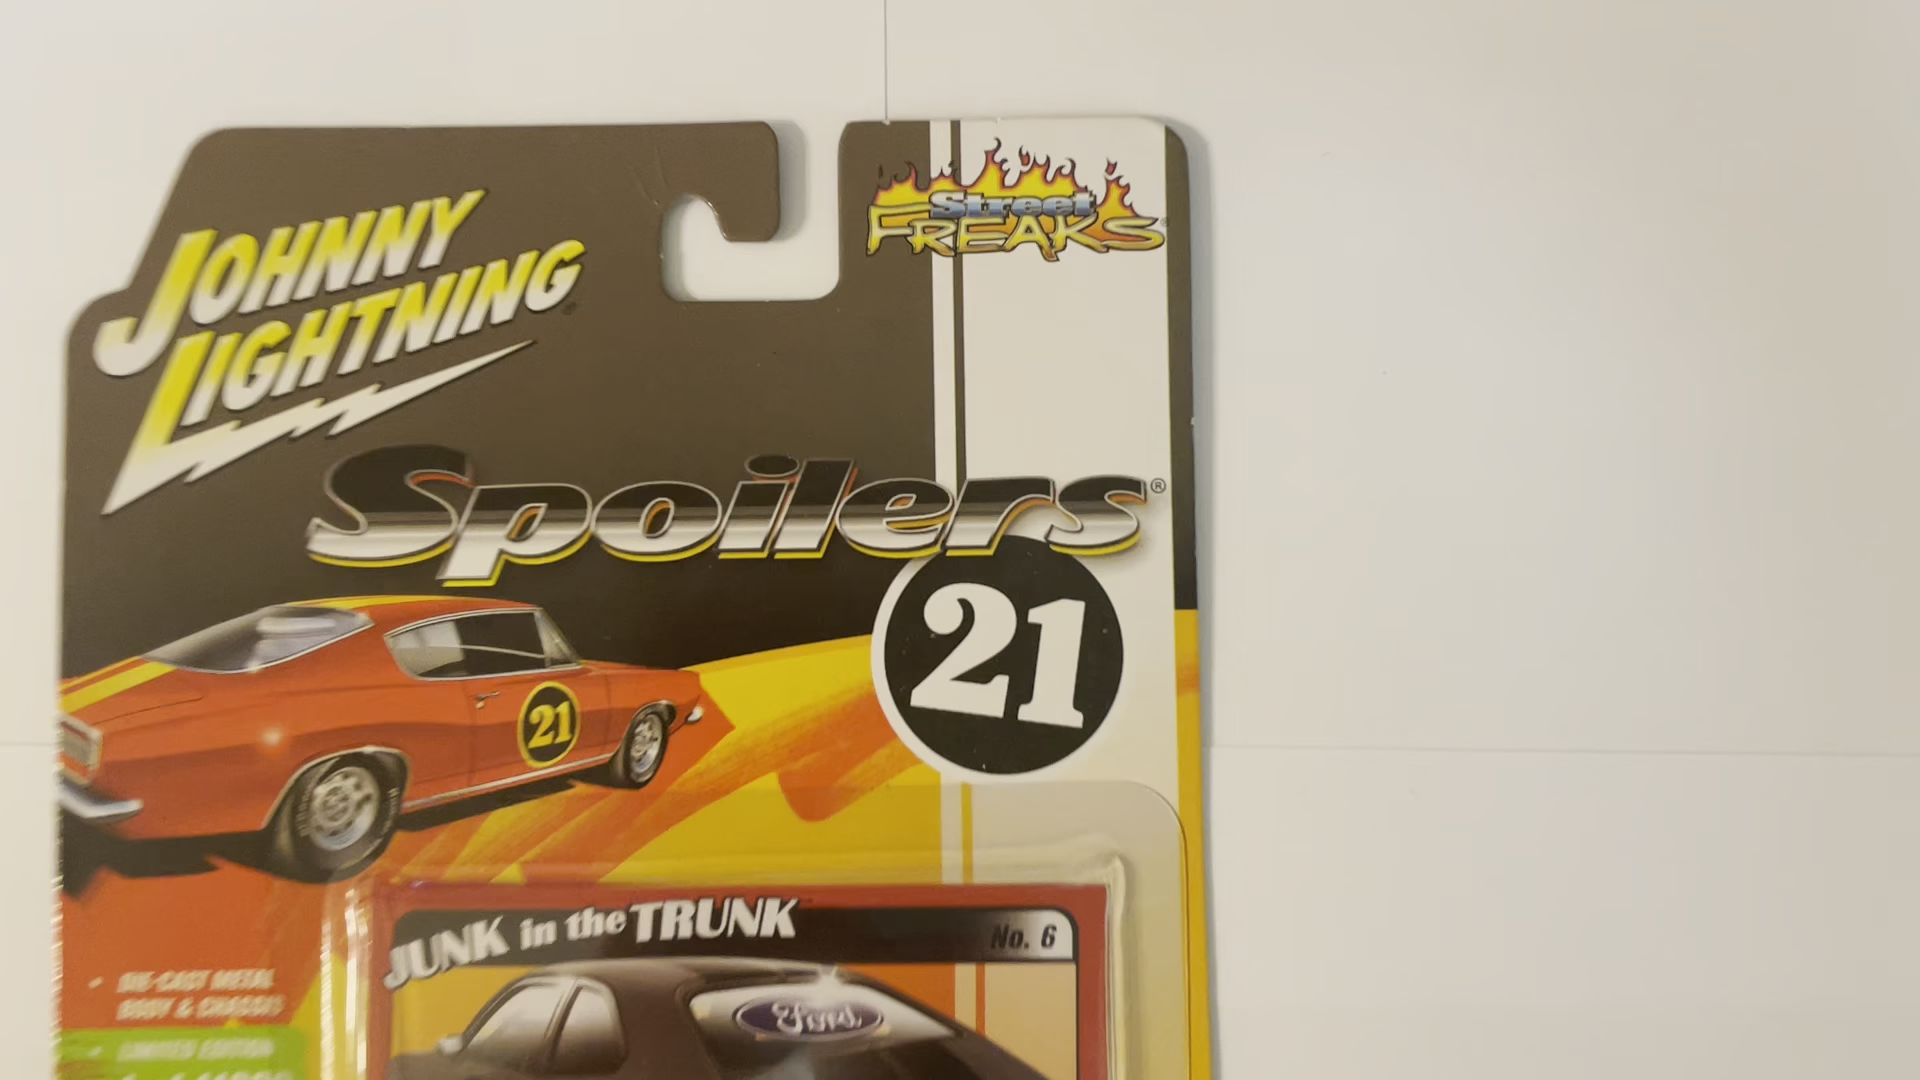 JOHNNY
LIGHTNING
Street
FREAKS
Spoilers®
21
21
JUNK in the TRUNK
No. 6
DIE-CAST METAL
BODY & CHASSIS
LIMITED EDITION
Ford